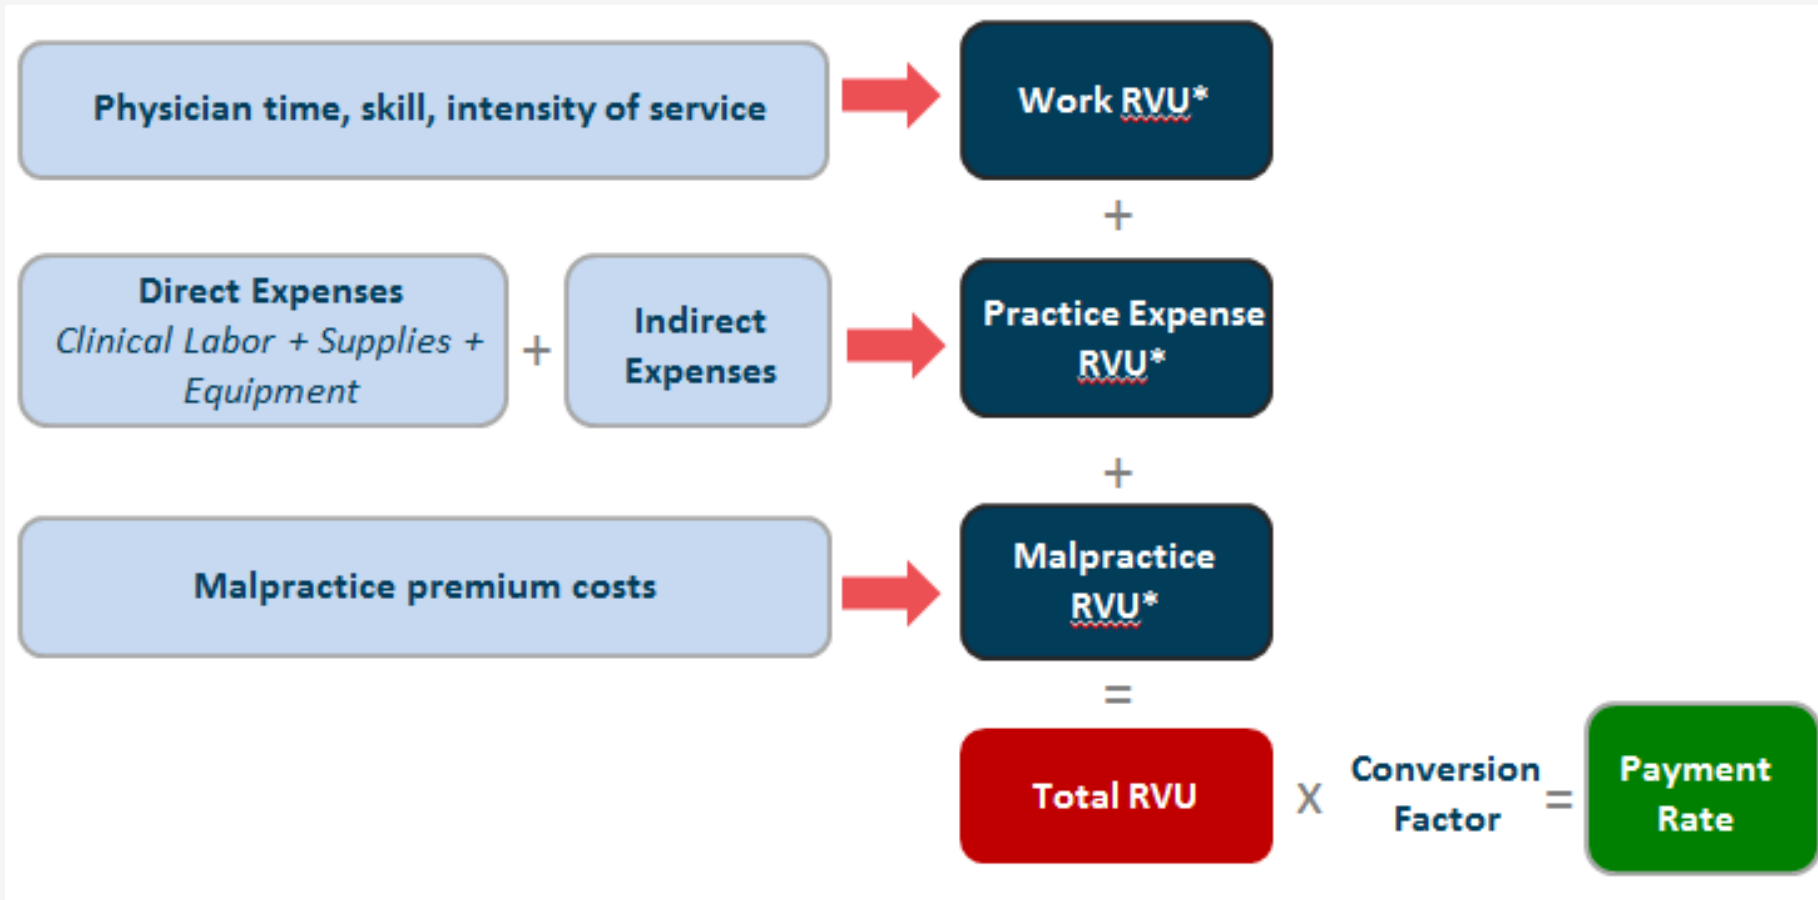 Physician time, skill, intensity of service
Work RVU*
+
Direct Expenses
Clinical Labor + Supplies +
Equipment
+
Indirect
Expenses
Practice Expense
RVU*
+
Malpractice premium costs
Malpractice
RVU*
=
Total RVU
X
Conversion
Factor
=
Payment
Rate